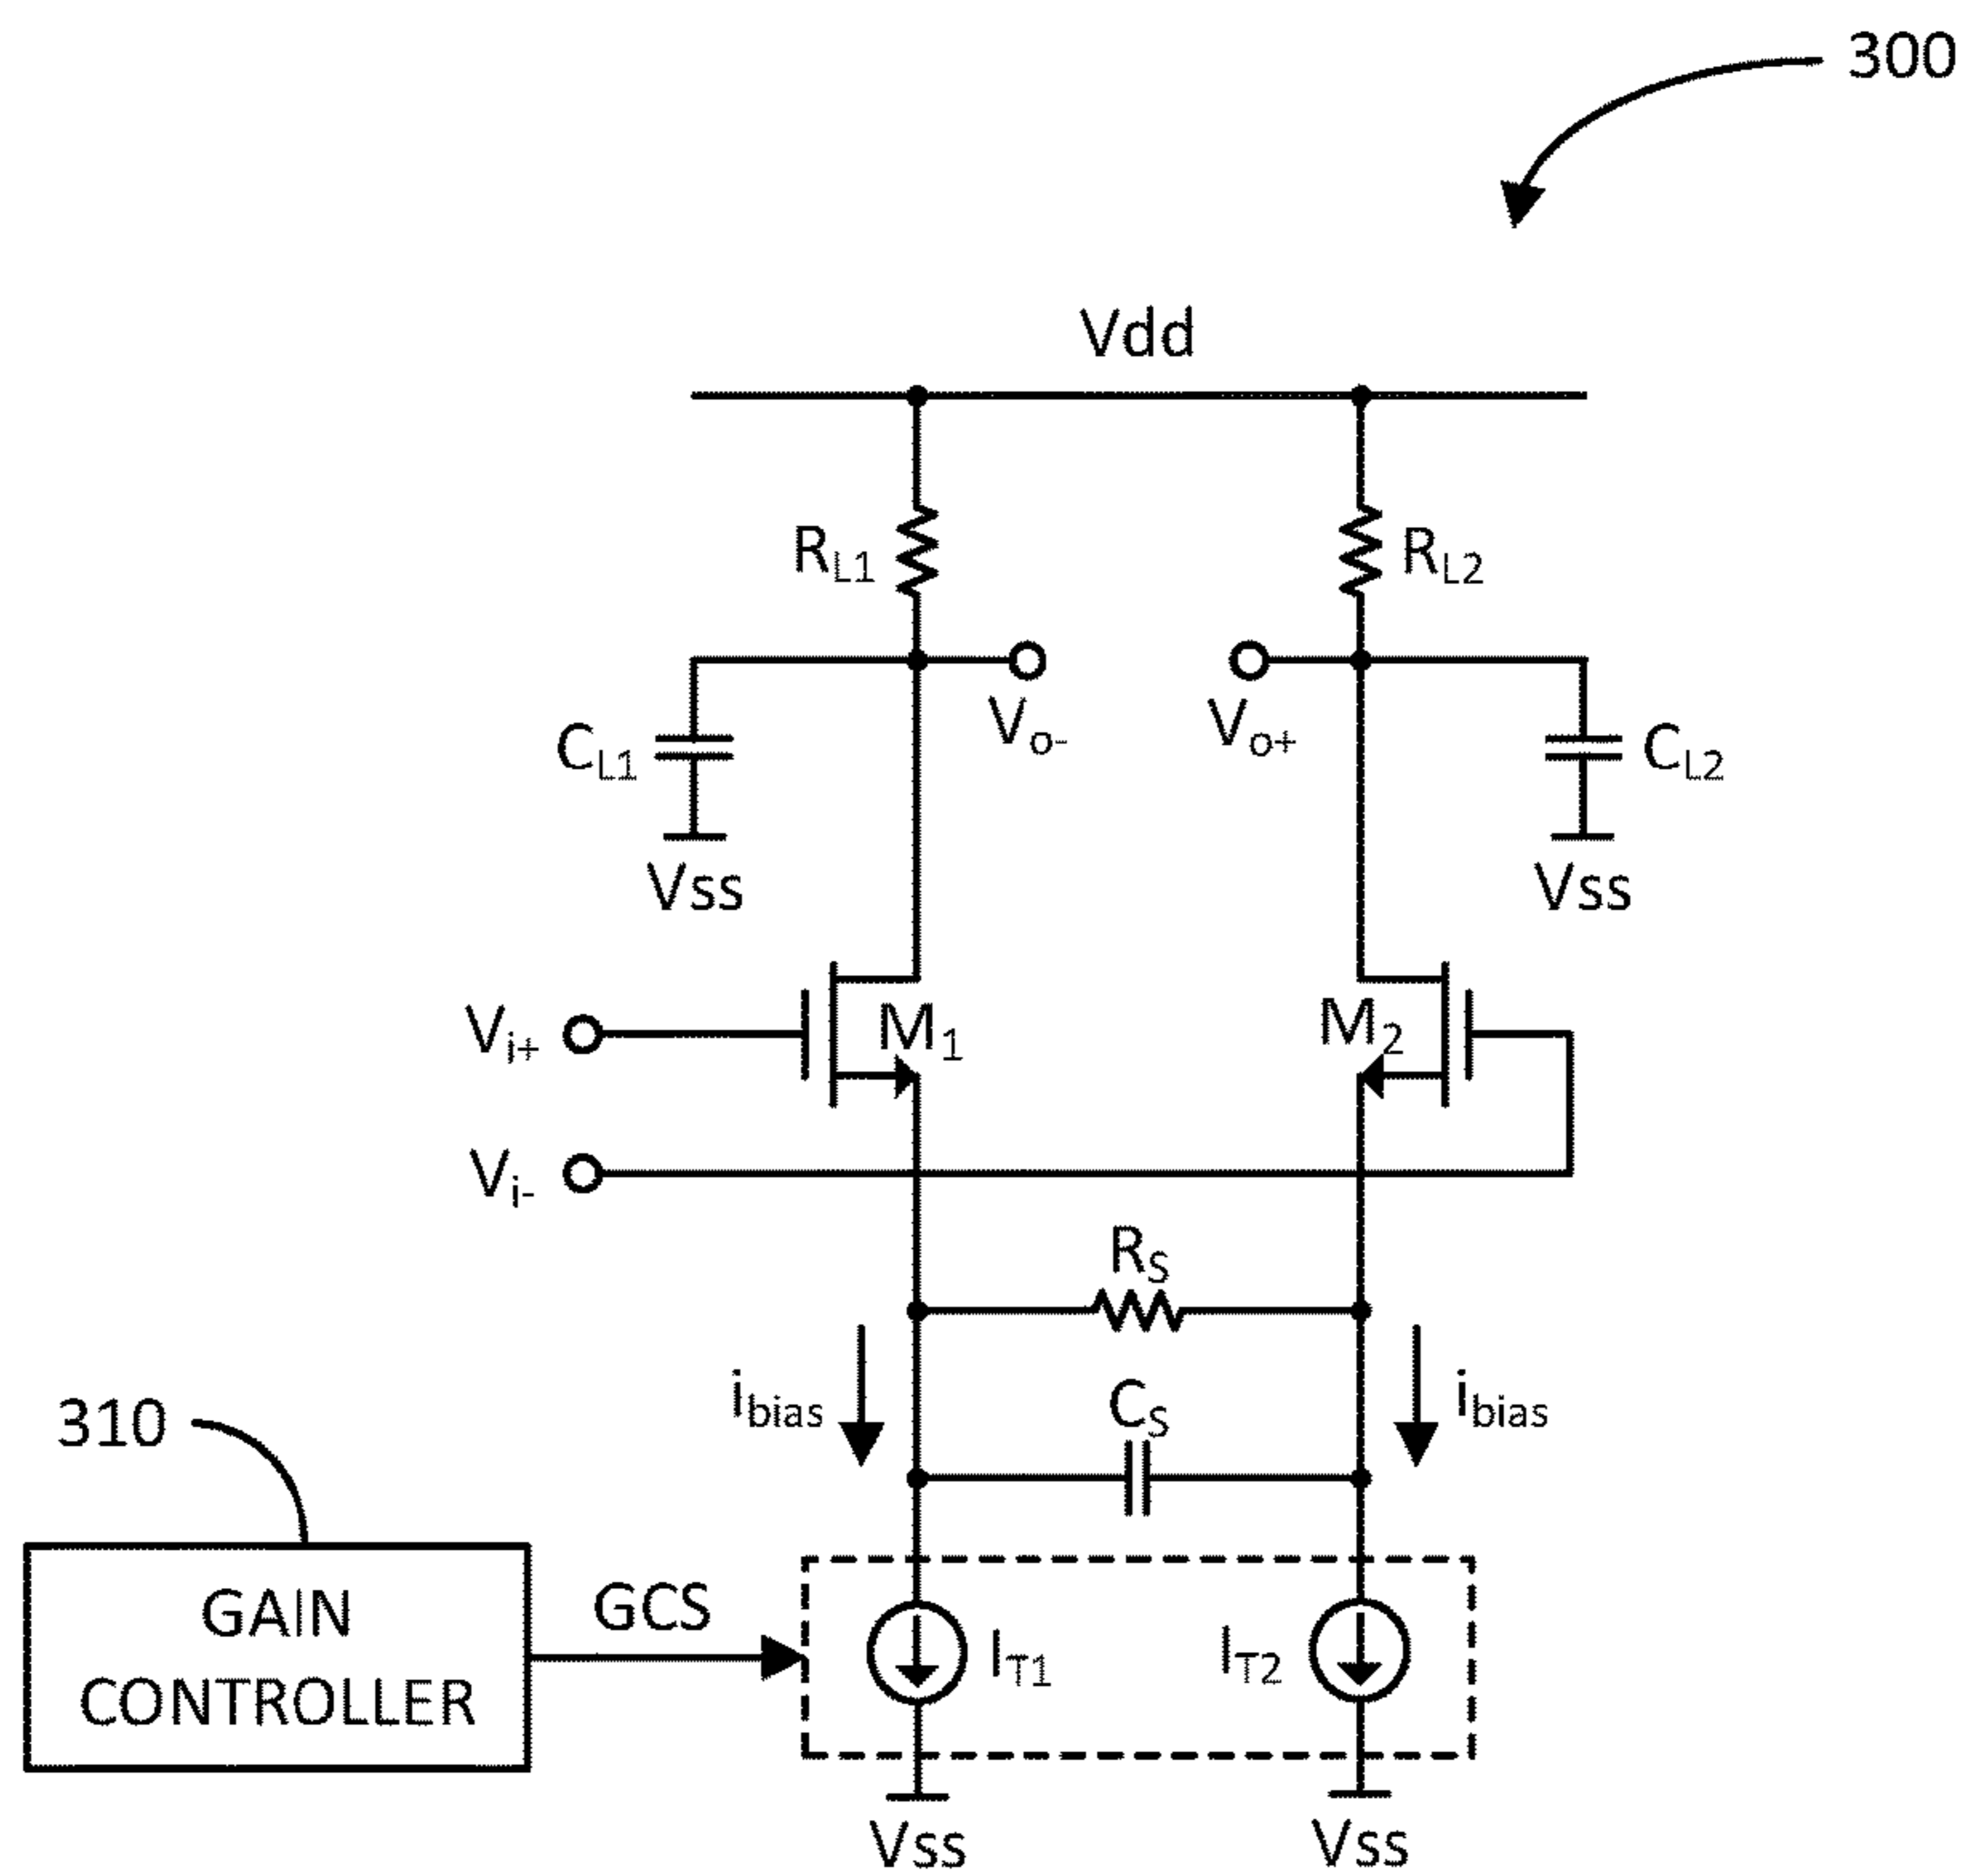 300
Vdd
RL1
RL2
Vo-
Vo+
CL1
CL2
Vss
Vss
Vi+
M1
M2
Vi-
RS
ibias
CS
ibias
310
GAIN
CONTROLLER
GCS
IT1
IT2
Vss
Vss